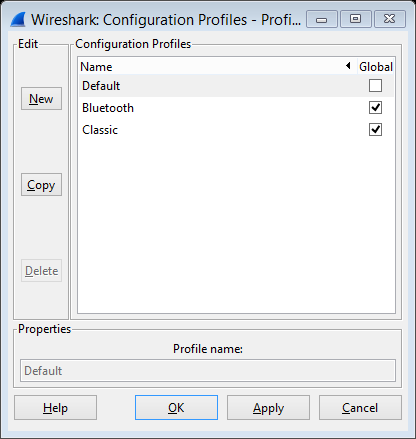 Wireshark: Configuration Profiles - Profi...
Edit
Configuration Profiles
Name Global
Default
Bluetooth
Classic
New
Copy
Delete
Properties
Profile name:
Default
Help OK Apply Cancel